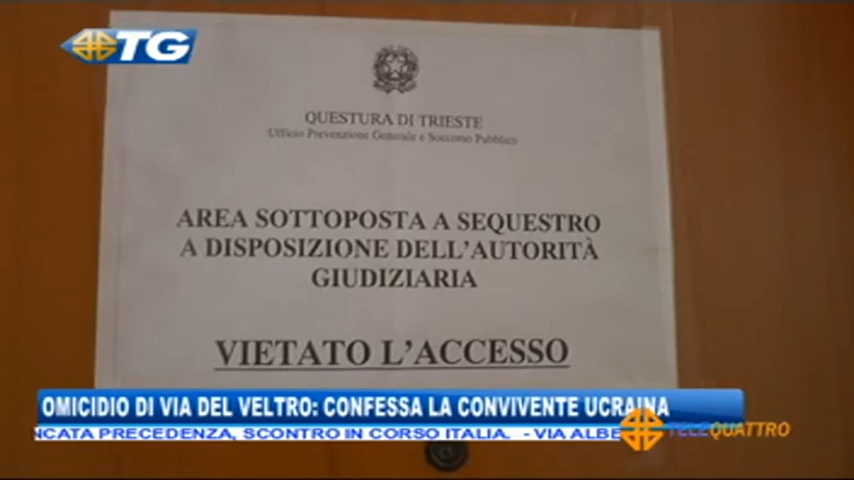 TG
QUESTURA DI TRIESTE
Ufficio Prevenzione Generale e Soccorso Pubblico
AREA SOTTOPOSTA A SEQUESTRO
A DISPOSIZIONE DELL'AUTORITÀ
GIUDIZIARIA
VIETATO L'ACCESSO
OMICIDIO DI VIA DEL VELTRO: CONFESSA LA CONVIVENTE UCRAINA
NCATA PRECEDENZA, SCONTRO IN CORSO ITALIA. - VIA ALBE
TELEQUATTRO